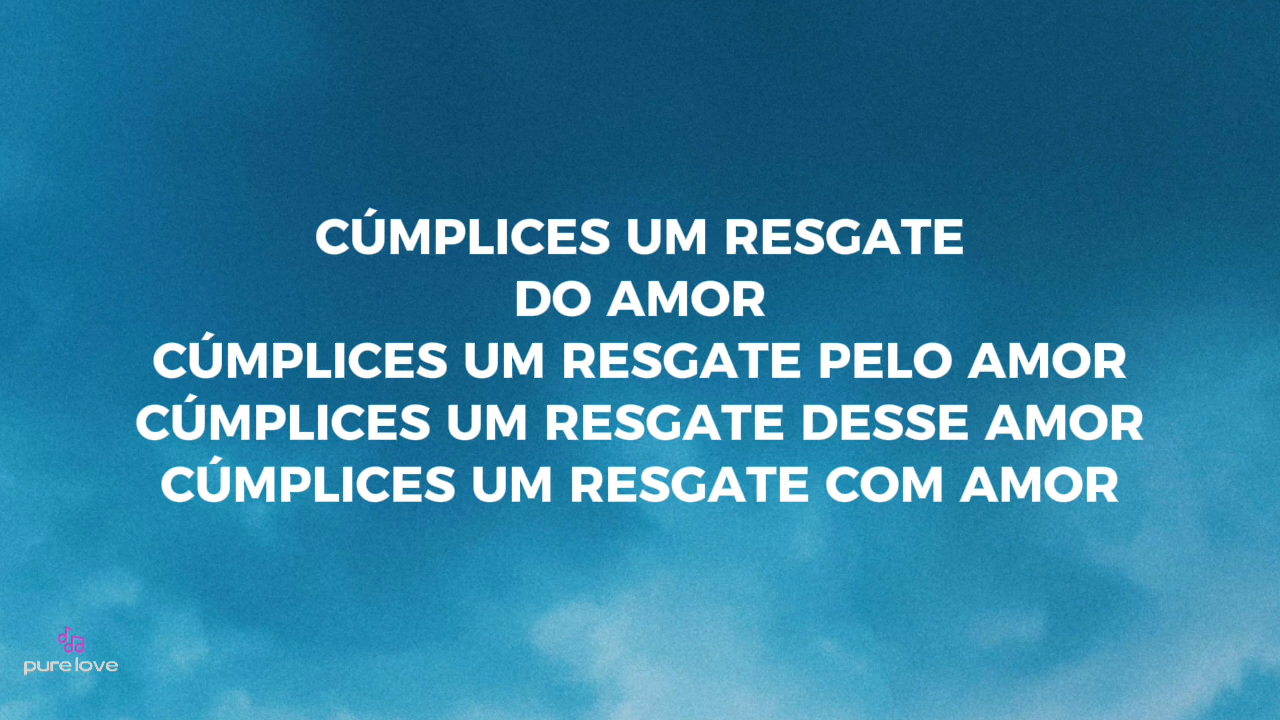 CÚMPLICES UM RESGATE
DO AMOR
CÚMPLICES UM RESGATE PELO AMOR
CÚMPLICES UM RESGATE DESSE AMOR
CÚMPLICES UM RESGATE COM AMOR
pure love